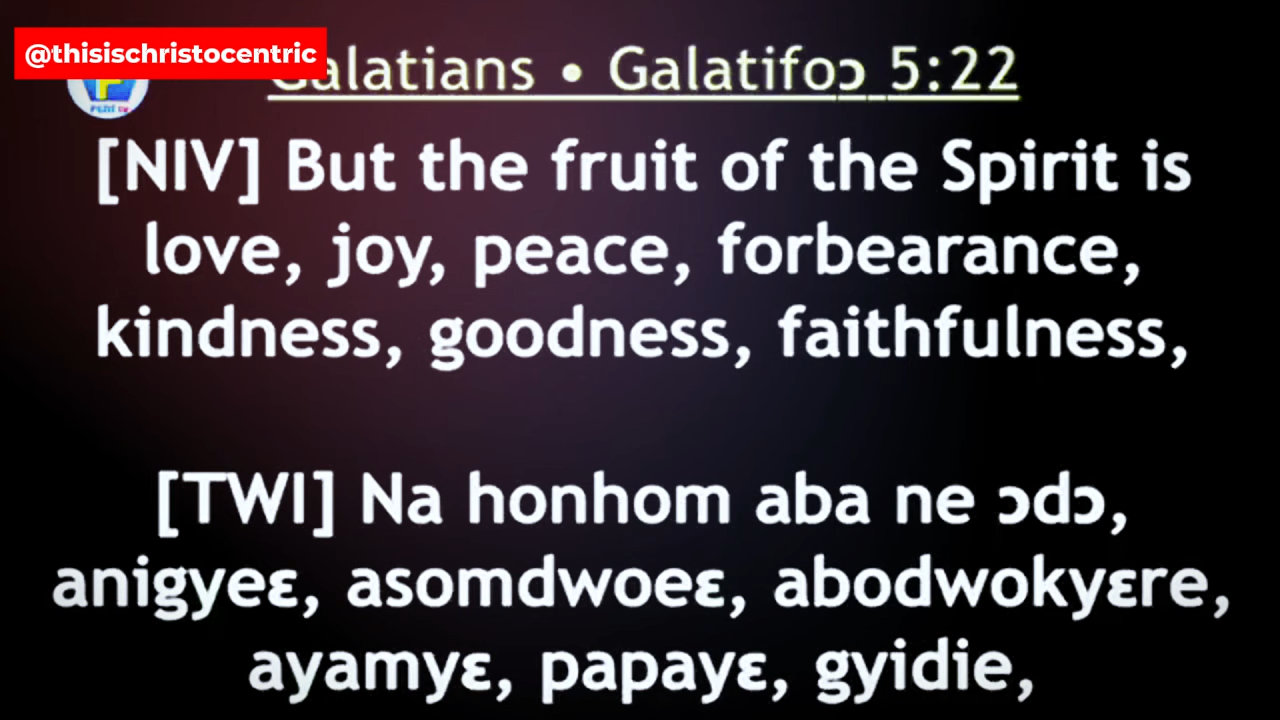 @thisischristocentric
Galatians • Galatifoɔ 5:22
[NIV] But the fruit of the Spirit is
love, joy, peace, forbearance,
kindness, goodness, faithfulness,
[TWI] Na honhom aba ne ɔdɔ,
anigyeɛ, asomdwoeɛ, abodwokyɛre,
ayamyɛ, papayɛ, gyidie,